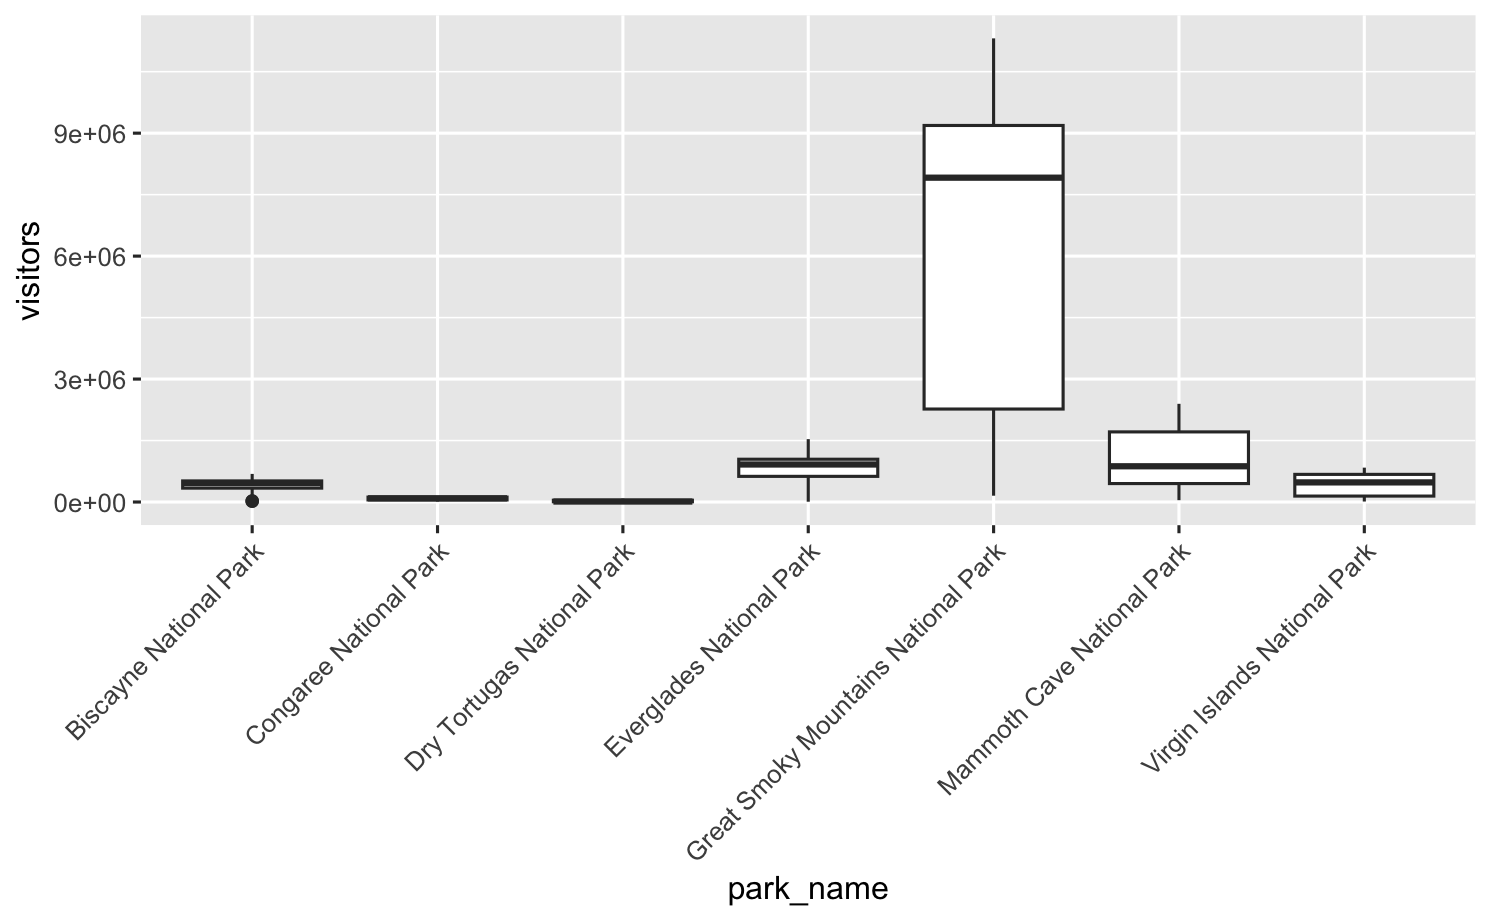 visitors
9e+06
6e+06
3e+06
0e+00
Biscayne National Park
Congaree National Park
Dry Tortugas National Park
Everglades National Park
Great Smoky Mountains National Park
Mammoth Cave National Park
Virgin Islands National Park
park_name